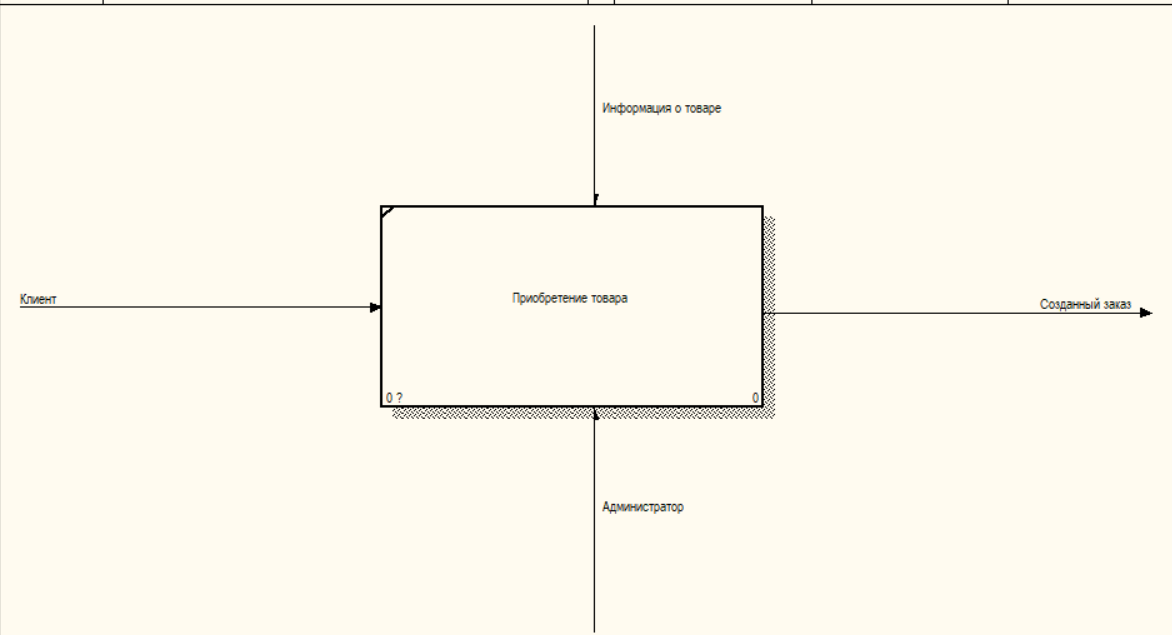 Информация о товаре
Клиент
Приобретение товара
Созданный заказ
0 ?
0
Администратор